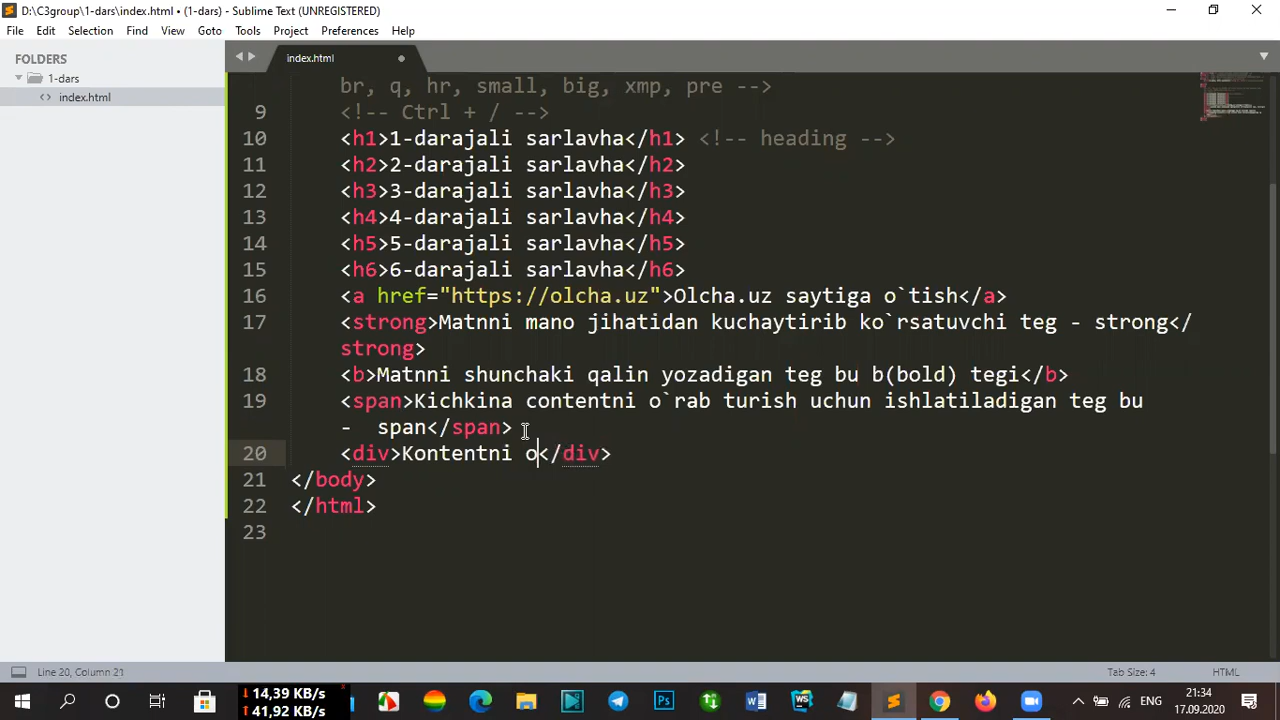 D:\C3group\1-dars\index.html • (1-dars) - Sublime Text (UNREGISTERED)
File Edit Selection Find View Goto Tools Project Preferences Help
FOLDERS
1-dars
index.html
index.html
br, q, hr, small, big, xmp, pre -->
9 <!-- Ctrl + / -->
10 <h1>1-darajali sarlavha</h1> <!-- heading -->
11 <h2>2-darajali sarlavha</h2>
12 <h3>3-darajali sarlavha</h3>
13 <h4>4-darajali sarlavha</h4>
14 <h5>5-darajali sarlavha</h5>
15 <h6>6-darajali sarlavha</h6>
16 <a href="https://olcha.uz">Olcha.uz saytiga o`tish</a>
17 <strong>Matnni mano jihatidan kuchaytirib ko`rsatuvchi teg - strong</
strong>
18 <b>Matnni shunchaki qalin yozadigan teg bu b(bold) tegi</b>
19 <span>Kichkina contentni o`rab turish uchun ishlatiladigan teg bu
-  span</span>
20 <div>Kontentni o</div>
21 </body>
22 </html>
23
Line 20, Column 21
Tab Size: 4
HTML
14,39 KB/s
41,92 KB/s
ENG
21:34
17.09.2020